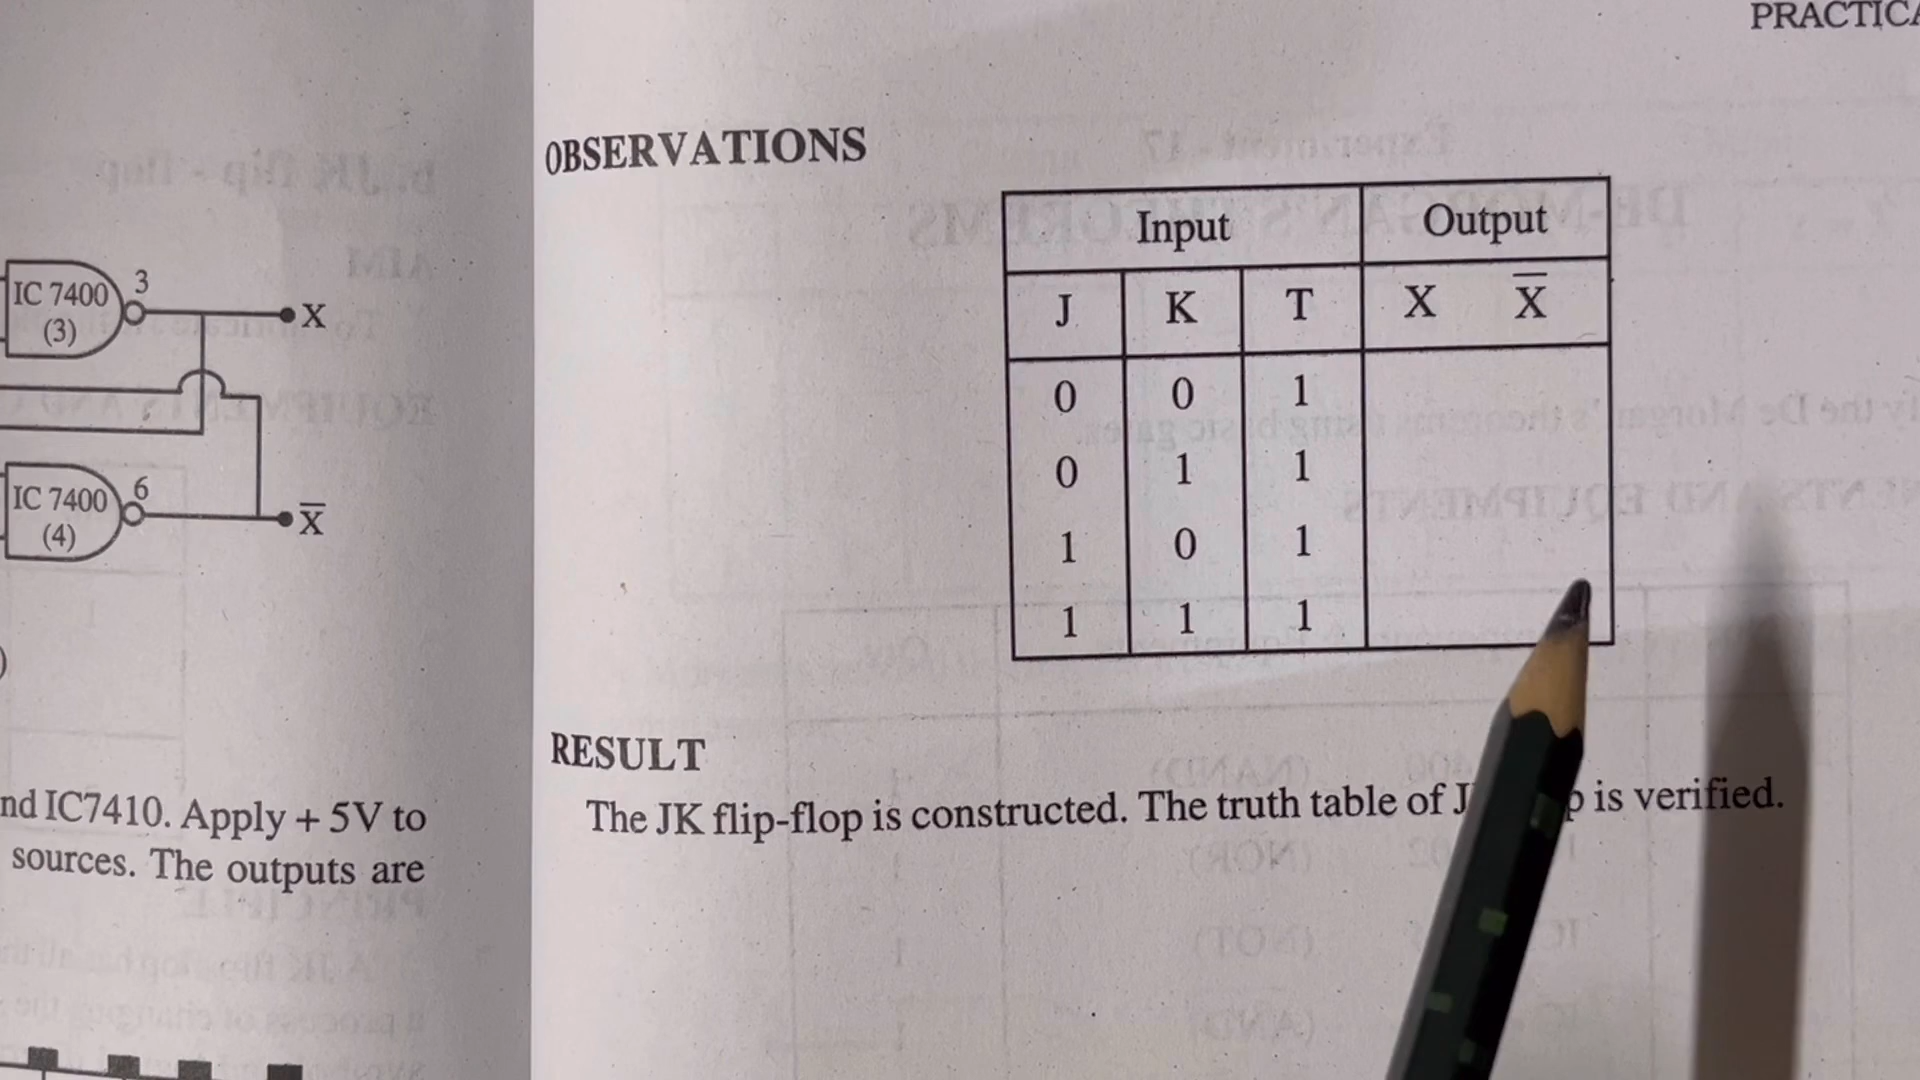 PRACTICA
IC 7400
(3)
3
X
IC 7400
(4)
6
X̅
)
nd IC7410. Apply + 5V to
sources. The outputs are
OBSERVATIONS
Input Output
J K T X X̅
0 0 1
0 1 1
1 0 1
1 1 1
RESULT
The JK flip-flop is constructed. The truth table of J p is verified.